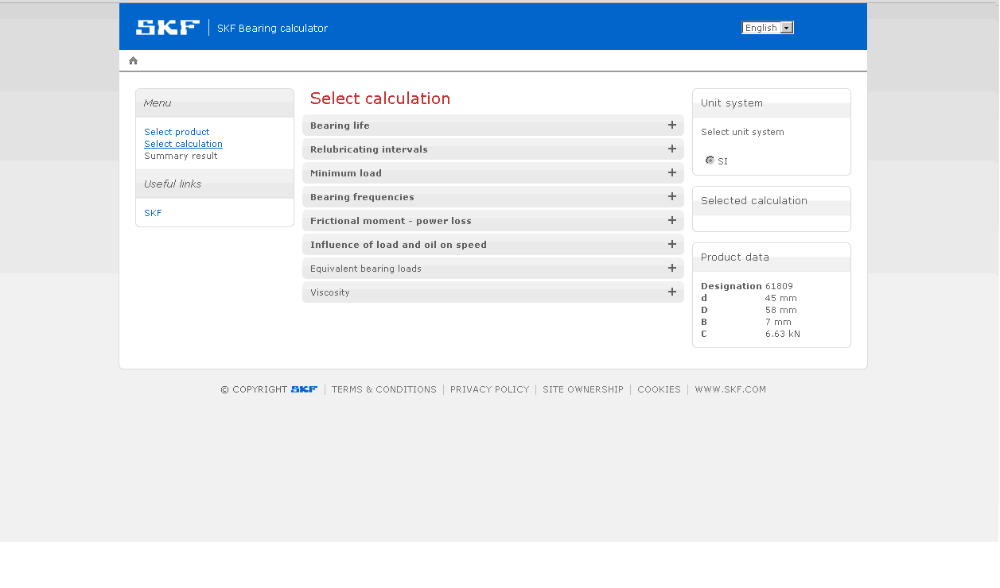 SKF
SKF Bearing calculator
English
Menu
Select product
Select calculation
Summary result
Useful links
SKF
Select calculation
Bearing life
Relubricating intervals
Minimum load
Bearing frequencies
Frictional moment - power loss
Influence of load and oil on speed
Equivalent bearing loads
Viscosity
Unit system
Select unit system
SI
Selected calculation
Product data
Designation 61809
d 45 mm
D 58 mm
B 7 mm
C 6.63 kN
© COPYRIGHT SKF | TERMS & CONDITIONS | PRIVACY POLICY | SITE OWNERSHIP | COOKIES | WWW.SKF.COM